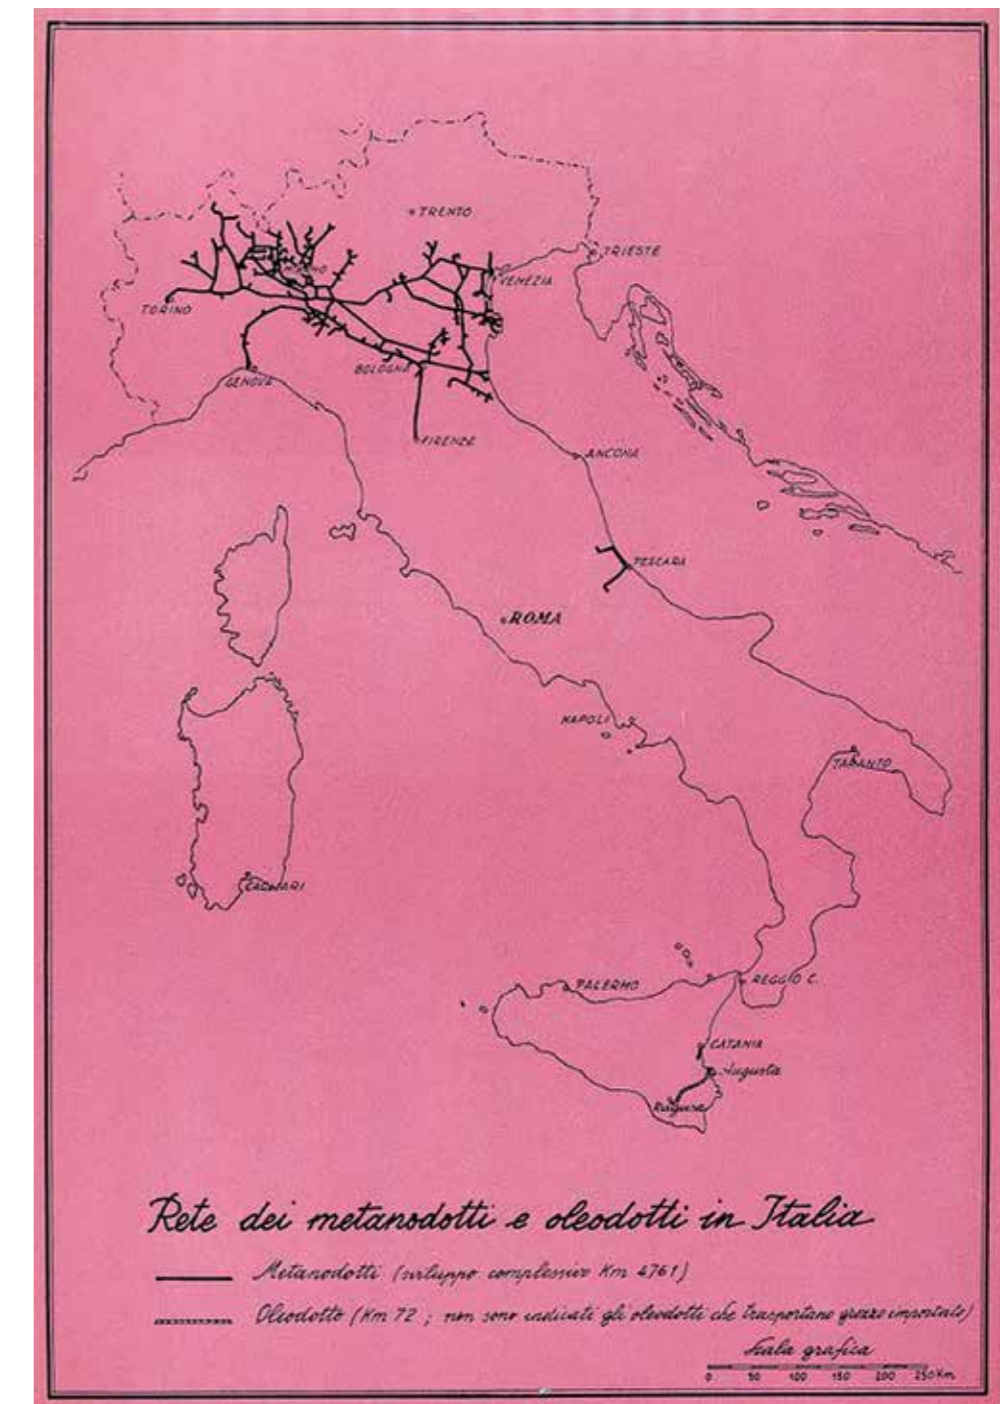 TRENTO
TRIESTE
VENEZIA
MILANO
TORINO
GENOVA
BOLOGNA
FIRENZE
ANCONA
PESCARA
ROMA
NAPOLI
TARANTO
CAGLIARI
PALERMO
REGGIO C.
CATANIA
Augusta
Ragusa
Rete dei metanodotti e oleodotti in Italia
Metanodotti (sviluppo complessivo Km 4761)
Oleodotto (Km 72 ; non sono indicati gli oleodotti che trasportano grezzo importato)
Scala grafica
0 50 100 150 200 250 Km.